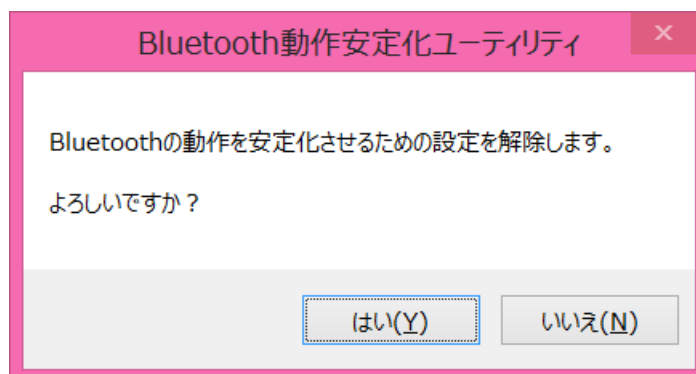 Bluetooth動作安定化ユーティリティ
Bluetoothの動作を安定化させるための設定を解除します。
よろしいですか？
はい(Y) いいえ(N)